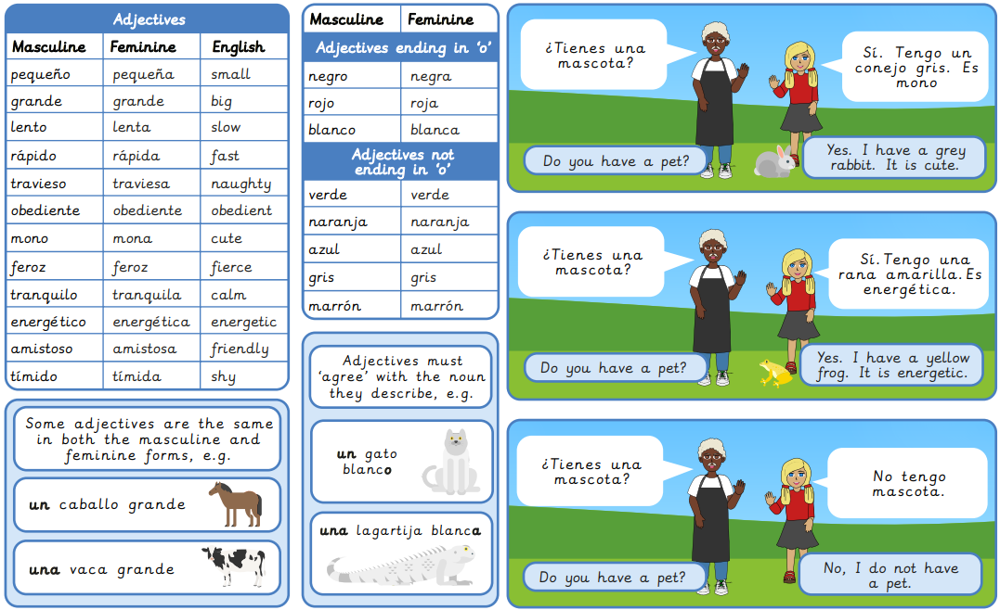 Adjectives
Masculine Feminine English
pequeño pequeña small
grande grande big
lento lenta slow
rápido rápida fast
travieso traviesa naughty
obediente obediente obedient
mono mona cute
feroz feroz fierce
tranquilo tranquila calm
energético energética energetic
amistoso amistosa friendly
tímido tímida shy
Some adjectives are the same
in both the masculine and
feminine forms, e.g.
un caballo grande
una vaca grande
Masculine Feminine
Adjectives ending in ‘o’
negro negra
rojo roja
blanco blanca
Adjectives not
ending in ‘o’
verde verde
naranja naranja
azul azul
gris gris
marrón marrón
Adjectives must
‘agree’ with the noun
they describe, e.g.
un gato
blanco
una lagartija blanca
¿Tienes una
mascota?
Sí. Tengo un
conejo gris. Es
mono
Do you have a pet?
Yes. I have a grey
rabbit. It is cute.
¿Tienes una
mascota?
Sí.Tengo una
rana amarilla.Es
energética.
Do you have a pet?
Yes. I have a yellow
frog. It is energetic.
¿Tienes una
mascota?
No tengo
mascota.
Do you have a pet?
No, I do not have
a pet.